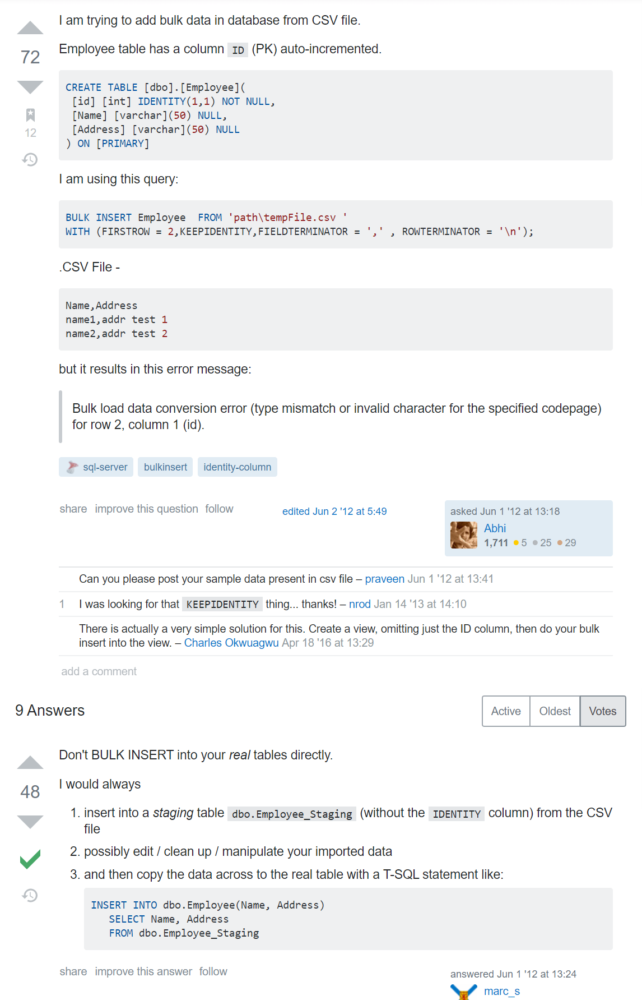 I am trying to add bulk data in database from CSV file.
72
Employee table has a column ID (PK) auto-incremented.
CREATE TABLE [dbo].[Employee](
[id] [int] IDENTITY(1,1) NOT NULL,
[Name] [varchar](50) NULL,
[Address] [varchar](50) NULL
) ON [PRIMARY]
12
I am using this query:
BULK INSERT Employee  FROM 'path\tempFile.csv '
WITH (FIRSTROW = 2,KEEPIDENTITY,FIELDTERMINATOR = ',' , ROWTERMINATOR = '\n');
.CSV File -
Name,Address
name1,addr test 1
name2,addr test 2
but it results in this error message:
Bulk load data conversion error (type mismatch or invalid character for the specified codepage)
for row 2, column 1 (id).
sql-server bulkinsert identity-column
share improve this question follow
edited Jun 2 '12 at 5:49
asked Jun 1 '12 at 13:18
Abhi
1,711 5 25 29
Can you please post your sample data present in csv file – praveen Jun 1 '12 at 13:41
1 I was looking for that KEEPIDENTITY thing... thanks! – nrod Jan 14 '13 at 14:10
There is actually a very simple solution for this. Create a view, omitting just the ID column, then do your bulk
insert into the view. – Charles Okwuagwu Apr 18 '16 at 13:29
add a comment
9 Answers
Active Oldest Votes
Don't BULK INSERT into your real tables directly.
48
I would always
1. insert into a staging table dbo.Employee_Staging (without the IDENTITY column) from the CSV
file
2. possibly edit / clean up / manipulate your imported data
3. and then copy the data across to the real table with a T-SQL statement like:
INSERT INTO dbo.Employee(Name, Address)
SELECT Name, Address
FROM dbo.Employee_Staging
share improve this answer follow
answered Jun 1 '12 at 13:24
marc_s